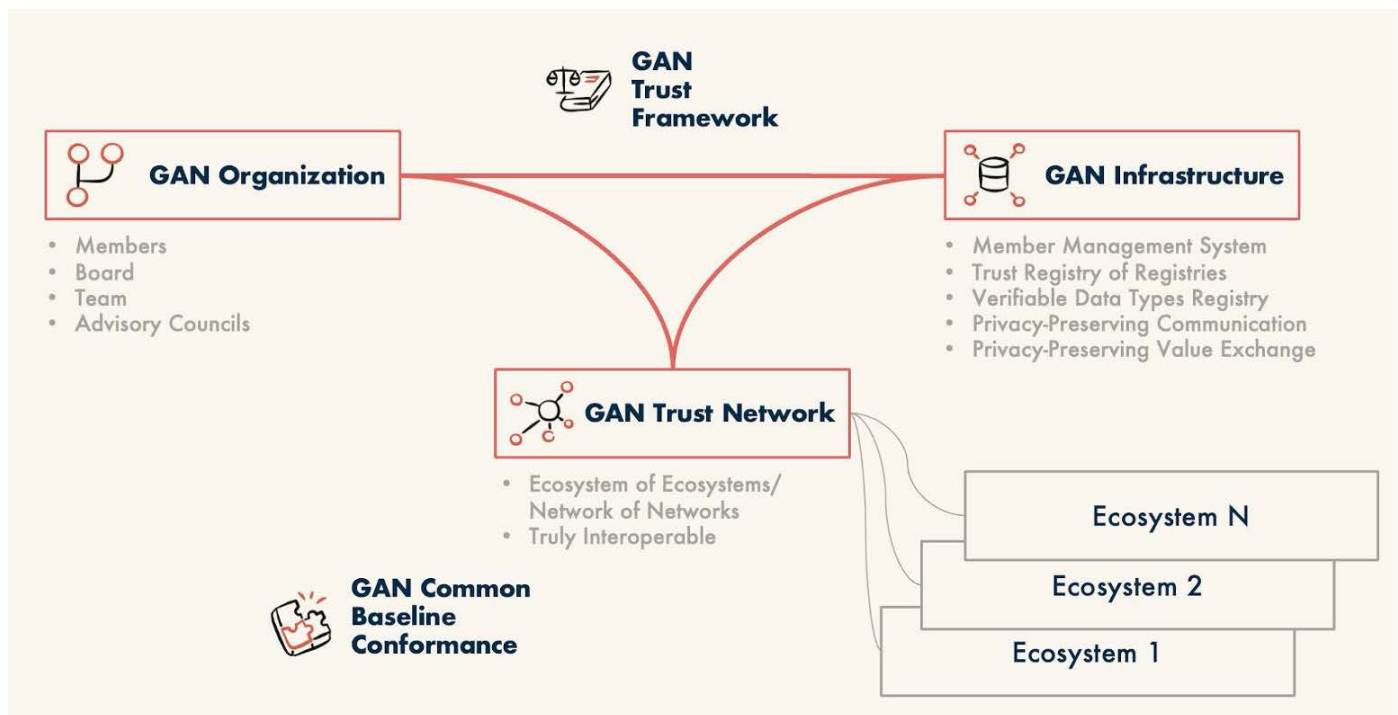 GAN
Trust
Framework
GAN Organization
• Members
• Board
• Team
• Advisory Councils
GAN Infrastructure
• Member Management System
• Trust Registry of Registries
• Verifiable Data Types Registry
• Privacy-Preserving Communication
• Privacy-Preserving Value Exchange
GAN Trust Network
• Ecosystem of Ecosystems/
Network of Networks
• Truly Interoperable
Ecosystem N
Ecosystem 2
Ecosystem 1
GAN Common
Baseline
Conformance